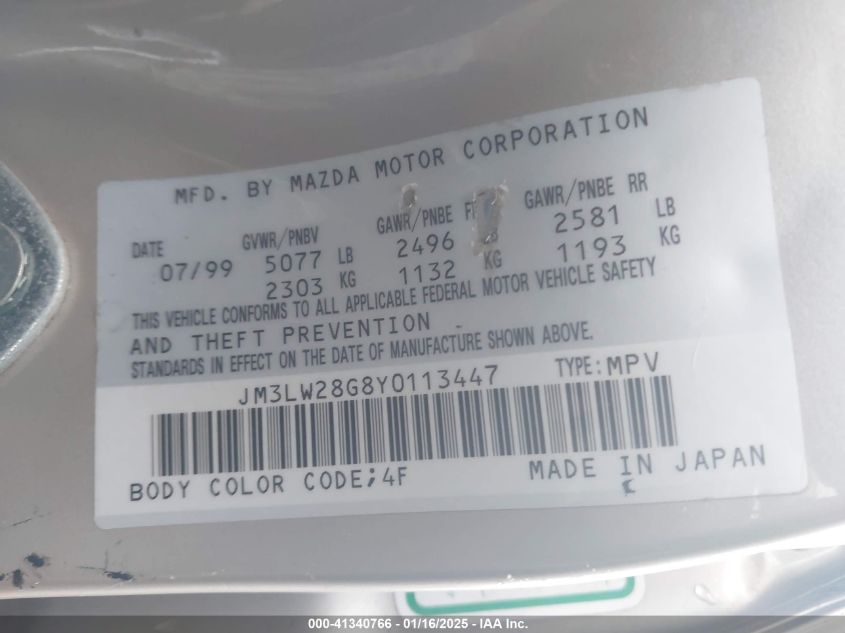 MFD. BY MAZDA MOTOR CORPORATION
DATE GVWR/PNBV GAWR/PNBE GAWR/PNBE RR
07/99 5077 LB 2496 2581 LB
2303 KG 1132 KG 1193 KG
THIS VEHICLE CONFORMS TO ALL APPLICABLE FEDERAL MOTOR VEHICLE SAFETY
AND THEFT PREVENTION
STANDARDS IN EFFECT ON THE DATE OF MANUFACTURE SHOWN ABOVE.
JM3LW28G8Y0113447 TYPE:MPV
BODY COLOR CODE;4F MADE IN JAPAN
000-41340766 - 01/16/2025 - IAA Inc.